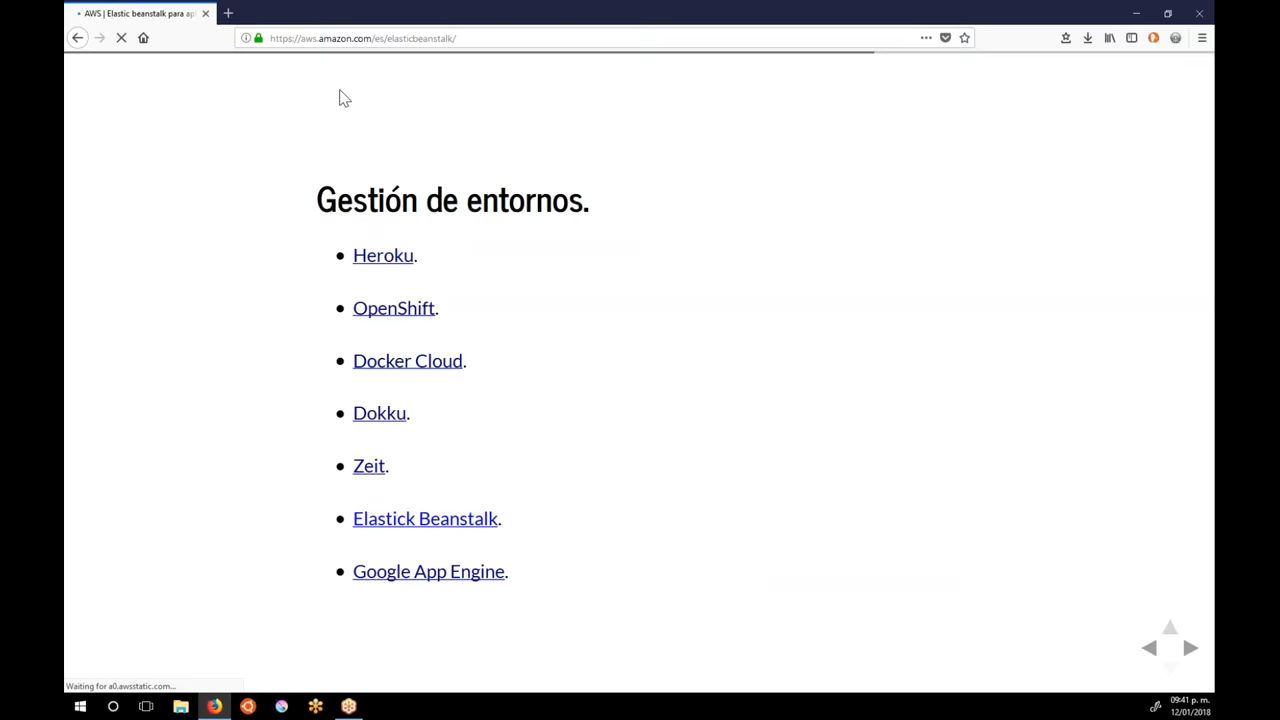 AWS | Elastic beanstalk para ap
https://aws.amazon.com/es/elasticbeanstalk/
Gestión de entornos.
Heroku.
OpenShift.
Docker Cloud.
Dokku.
Zeit.
Elastick Beanstalk.
Google App Engine.
Waiting for a0.awsstatic.com...
09:41 p. m.
12/01/2018